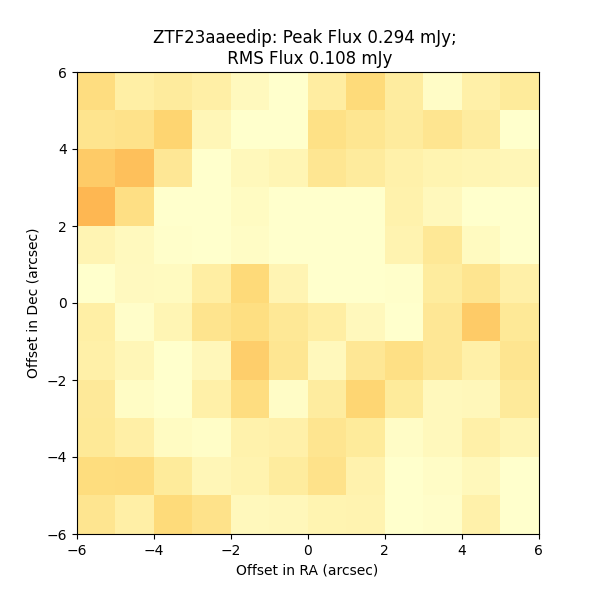 ZTF23aaeedip: Peak Flux 0.294 mJy;
RMS Flux 0.108 mJy
6
4
2
0
−2
−4
−6
Offset in Dec (arcsec)
−6 −4 −2 0 2 4 6
Offset in RA (arcsec)